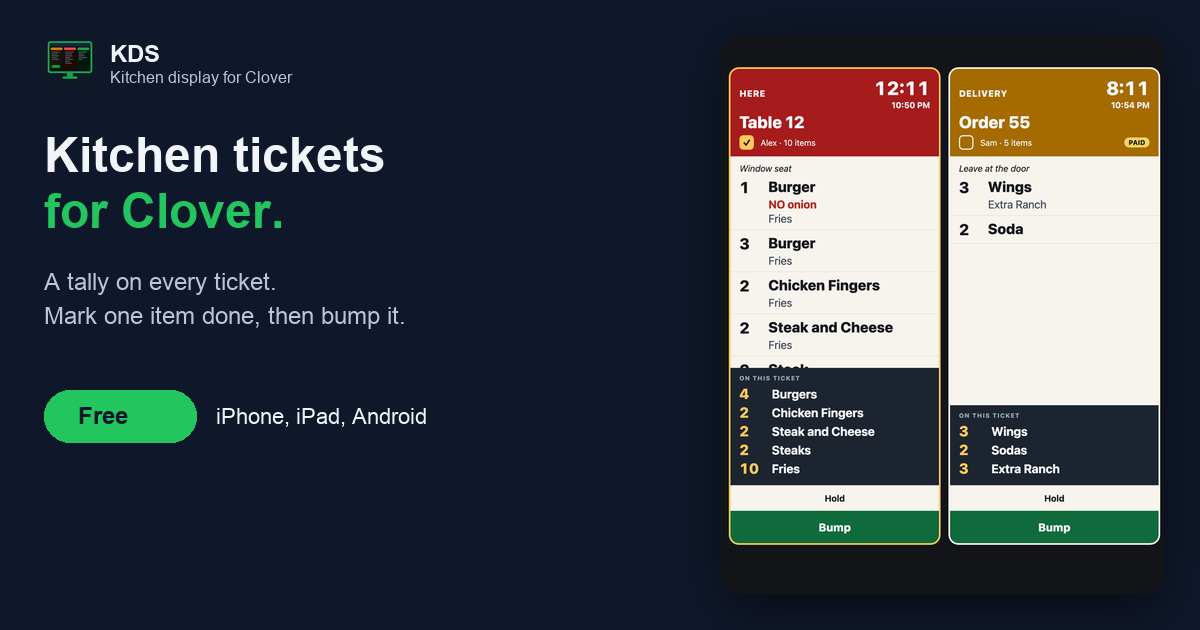 KDS
Kitchen display for Clover
Kitchen tickets
for Clover.
A tally on every ticket.
Mark one item done, then bump it.
Free
iPhone, iPad, Android
HERE
12:11
10:50 PM
Table 12
Alex · 10 items
Window seat
1 Burger
NO onion
Fries
3 Burger
Fries
2 Chicken Fingers
Fries
2 Steak and Cheese
Fries
2 Steak
ON THIS TICKET
4 Burgers
2 Chicken Fingers
2 Steak and Cheese
2 Steaks
10 Fries
Hold
Bump
DELIVERY
8:11
10:54 PM
Order 55
Sam · 5 items
PAID
Leave at the door
3 Wings
Extra Ranch
2 Soda
ON THIS TICKET
3 Wings
2 Sodas
3 Extra Ranch
Hold
Bump